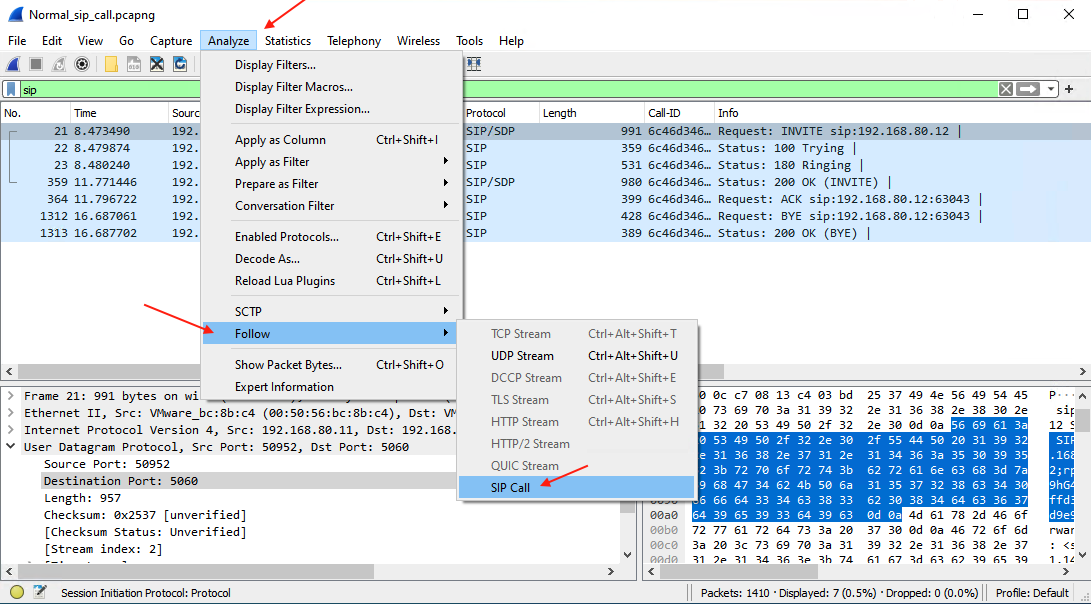 Normal_sip_call.pcapng
File Edit View Go Capture Analyze Statistics Telephony Wireless Tools Help
sip
No. Time Sourc Protocol Length Call-ID Info
21 8.473490 192. SIP/SDP 991 6c46d346… Request: INVITE sip:192.168.80.12 |
22 8.479874 192. SIP 359 6c46d346… Status: 100 Trying |
23 8.480240 192. SIP 531 6c46d346… Status: 180 Ringing |
359 11.771446 192. SIP/SDP 980 6c46d346… Status: 200 OK (INVITE) |
364 11.796722 192. SIP 399 6c46d346… Request: ACK sip:192.168.80.12:63043 |
1312 16.687061 192. SIP 428 6c46d346… Request: BYE sip:192.168.80.12:63043 |
1313 16.687702 192. SIP 389 6c46d346… Status: 200 OK (BYE) |
Display Filters...
Display Filter Macros...
Display Filter Expression...
Apply as Column Ctrl+Shift+I
Apply as Filter
Prepare as Filter
Conversation Filter
Enabled Protocols... Ctrl+Shift+E
Decode As... Ctrl+Shift+U
Reload Lua Plugins Ctrl+Shift+L
SCTP
Follow
Show Packet Bytes... Ctrl+Shift+O
Expert Information
TCP Stream Ctrl+Alt+Shift+T
UDP Stream Ctrl+Alt+Shift+U
DCCP Stream Ctrl+Alt+Shift+E
TLS Stream Ctrl+Alt+Shift+S
HTTP Stream Ctrl+Alt+Shift+H
HTTP/2 Stream
QUIC Stream
SIP Call
Frame 21: 991 bytes on wi
Ethernet II, Src: VMware_bc:8b:c4 (00:50:56:bc:8b:c4), Dst: VM
Internet Protocol Version 4, Src: 192.168.80.11, Dst: 192.168.
User Datagram Protocol, Src Port: 50952, Dst Port: 5060
Source Port: 50952
Destination Port: 5060
Length: 957
Checksum: 0x2537 [unverified]
[Checksum Status: Unverified]
[Stream index: 2]
0 0c c7 08 13 c4 03 bd 25 37 49 4e 56 49 54 45 P···
0 73 69 70 3a 31 39 32 2e 31 36 38 2e 38 30 2e sip
1 32 20 53 49 50 2f 32 2e 30 0d 0a 56 69 61 3a 12 S
0 53 49 50 2f 32 2e 30 2f 55 44 50 20 31 39 32 SIP
e 31 36 38 2e 37 31 2e 31 34 36 3a 35 30 39 35 .168
2 3b 72 70 6f 72 74 3b 62 72 61 6e 63 68 3d 7a 2;rp
9 68 47 34 62 4b 50 6a 31 35 37 32 38 63 34 30 9hG4
6 66 64 33 34 63 38 33 62 30 38 34 64 63 36 37 ffd3
00a0 64 39 65 39 33 64 39 63 0d 0a 4d 61 78 2d 46 6f d9e9
00b0 72 77 61 72 64 73 3a 20 37 30 0d 0a 46 72 6f 6d rwar
00c0 3a 20 3c 73 69 70 3a 31 39 32 2e 31 36 38 2e 37 : <s
00d0 31 2e 31 34 36 3e 3b 74 61 67 3d 63 62 39 65 39 1.14
Session Initiation Protocol: Protocol
Packets: 1410 · Displayed: 7 (0.5%) · Dropped: 0 (0.0%)
Profile: Default